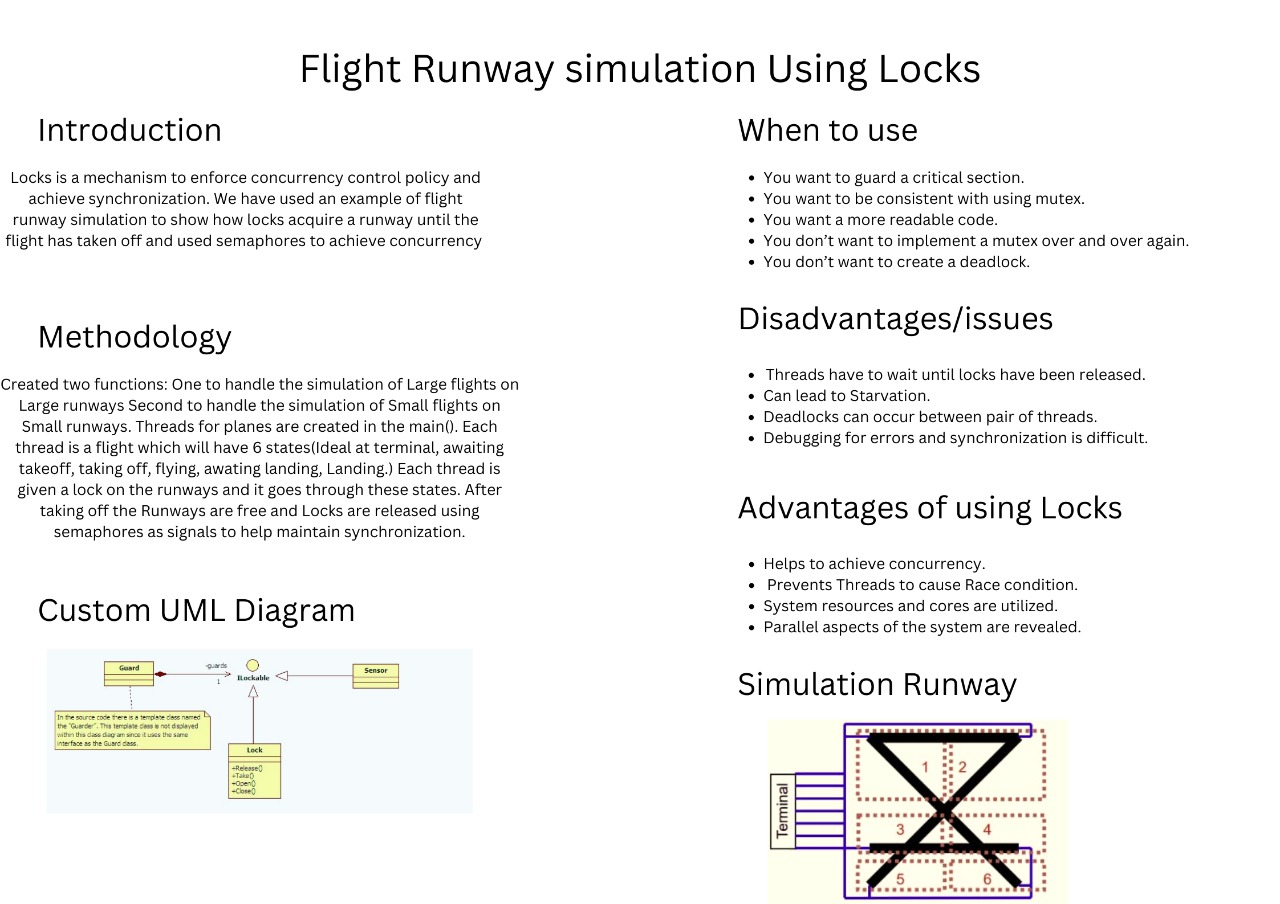 Flight Runway simulation Using Locks
Introduction
Locks is a mechanism to enforce concurrency control policy and
achieve synchronization. We have used an example of flight
runway simulation to show how locks acquire a runway until the
flight has taken off and used semaphores to achieve concurrency
Methodology
Created two functions: One to handle the simulation of Large flights on
Large runways Second to handle the simulation of Small flights on
Small runways. Threads for planes are created in the main(). Each
thread is a flight which will have 6 states(Ideal at terminal, awaiting
takeoff, taking off, flying, awating landing, Landing.) Each thread is
given a lock on the runways and it goes through these states. After
taking off the Runways are free and Locks are released using
semaphores as signals to help maintain synchronization.
Custom UML Diagram
Guard
-guards
1
ILockable
Sensor
In the source code there is a template class named
the "Guarder". This template class is not displayed
within this class diagram since it uses the same
interface as the Guard class.
Lock
+Release()
+Take()
+Open()
+Close()
When to use
• You want to guard a critical section.
• You want to be consistent with using mutex.
• You want a more readable code.
• You don’t want to implement a mutex over and over again.
• You don’t want to create a deadlock.
Disadvantages/issues
• Threads have to wait until locks have been released.
• Can lead to Starvation.
• Deadlocks can occur between pair of threads.
• Debugging for errors and synchronization is difficult.
Advantages of using Locks
• Helps to achieve concurrency.
• Prevents Threads to cause Race condition.
• System resources and cores are utilized.
• Parallel aspects of the system are revealed.
Simulation Runway
Terminal
1
2
3
4
5
6